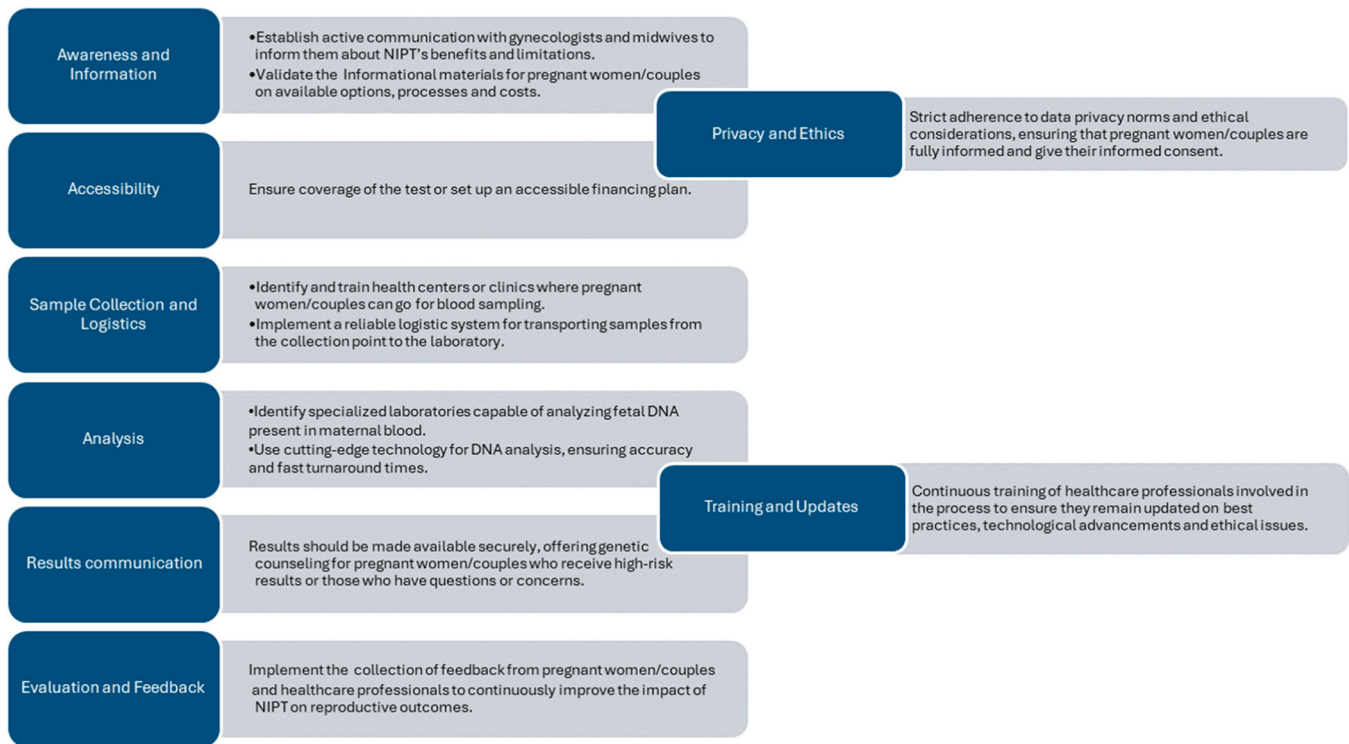 Awareness and
Information
•Establish active communication with gynecologists and midwives to
inform them about NIPT's benefits and limitations.
•Validate the Informational materials for pregnant women/couples
on available options, processes and costs.
Privacy and Ethics
Strict adherence to data privacy norms and ethical
considerations, ensuring that pregnant women/couples are
fully informed and give their informed consent.
Accessibility
Ensure coverage of the test or set up an accessible financing plan.
Sample Collection and
Logistics
•Identify and train health centers or clinics where pregnant
women/couples can go for blood sampling.
•Implement a reliable logistic system for transporting samples from
the collection point to the laboratory.
Analysis
•Identify specialized laboratories capable of analyzing fetal DNA
present in maternal blood.
•Use cutting-edge technology for DNA analysis, ensuring accuracy
and fast turnaround times.
Training and Updates
Continuous training of healthcare professionals involved in
the process to ensure they remain updated on best
practices, technological advancements and ethical issues.
Results communication
Results should be made available securely, offering genetic
counseling for pregnant women/couples who receive high-risk
results or those who have questions or concerns.
Evaluation and Feedback
Implement the collection of feedback from pregnant women/couples
and healthcare professionals to continuously improve the impact of
NIPT on reproductive outcomes.